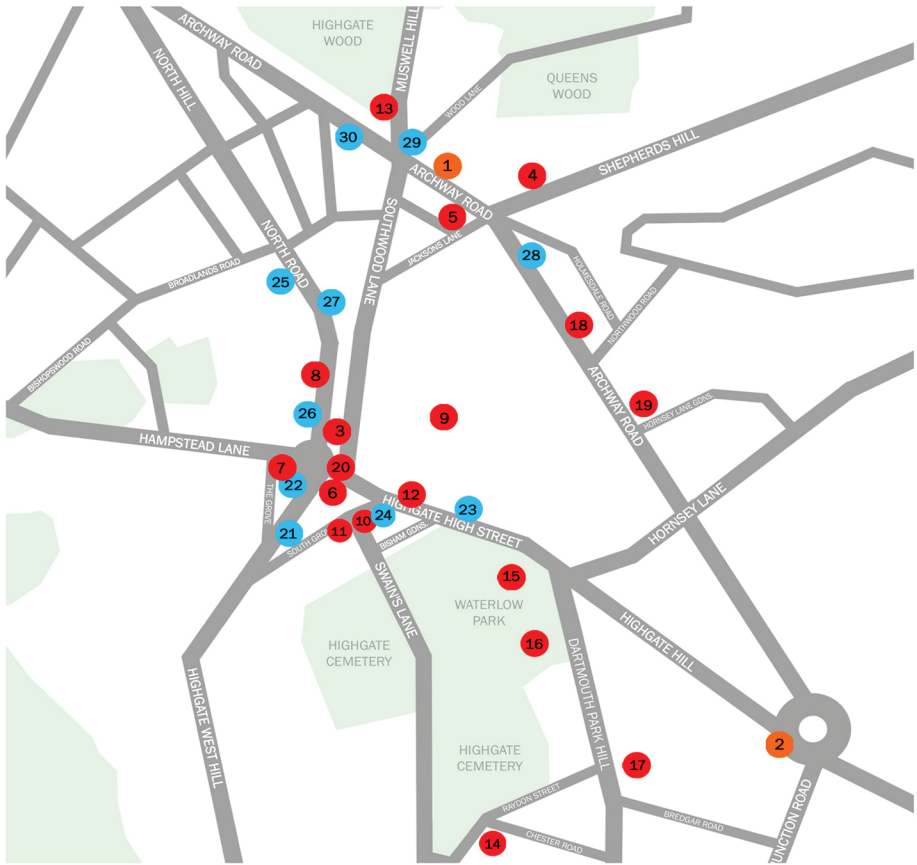 HIGHGATE
WOOD
MUSWELL HILL
ARCHWAY ROAD
NORTH HILL
QUEENS
WOOD
WOOD LANE
13
30
29
1
4
SHEPHERDS HILL
ARCHWAY ROAD
5
SOUTHWOOD LANE
JACKSONS LANE
NORTH ROAD
28
BROADLANDS ROAD
25
27
HOLMESDALE ROAD
NORTHWOOD ROAD
18
BISHOPSWOOD ROAD
8
ARCHWAY ROAD
19
HORNSEY LANE GDNS.
26
3
9
HAMPSTEAD LANE
7
20
22
6
12
THE GROVE
HIGHGATE HIGH STREET
23
24
10
11
21
SOUTH GRO
BISHAM GDNS.
HORNSEY LANE
SWAIN'S LANE
15
WATERLOW
PARK
16
HIGHGATE
CEMETERY
HIGHGATE HILL
DARTMOUTH PARK HILL
HIGHGATE WEST HILL
HIGHGATE
CEMETERY
2
17
RAYDON STREET
BREDGAR ROAD
UNCTION ROAD
CHESTER ROAD
14